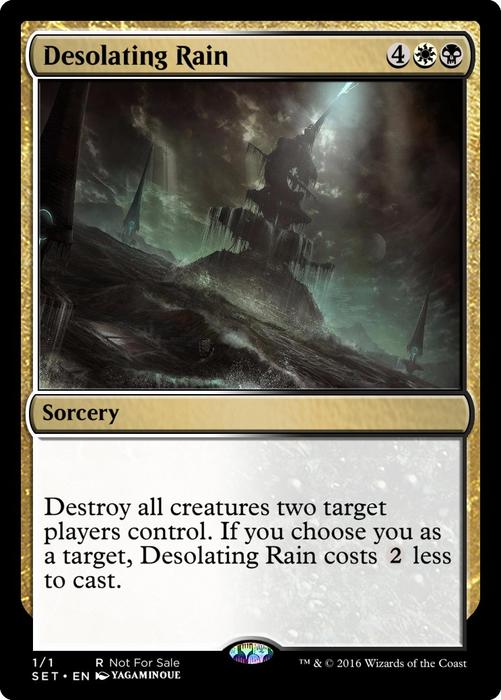 Desolating Rain 4
Sorcery
Destroy all creatures two target
players control. If you choose you as
a target, Desolating Rain costs 2 less
to cast.
1/1 R Not For Sale
SET • EN YAGAMINOUE
™ & © 2016 Wizards of the Coast